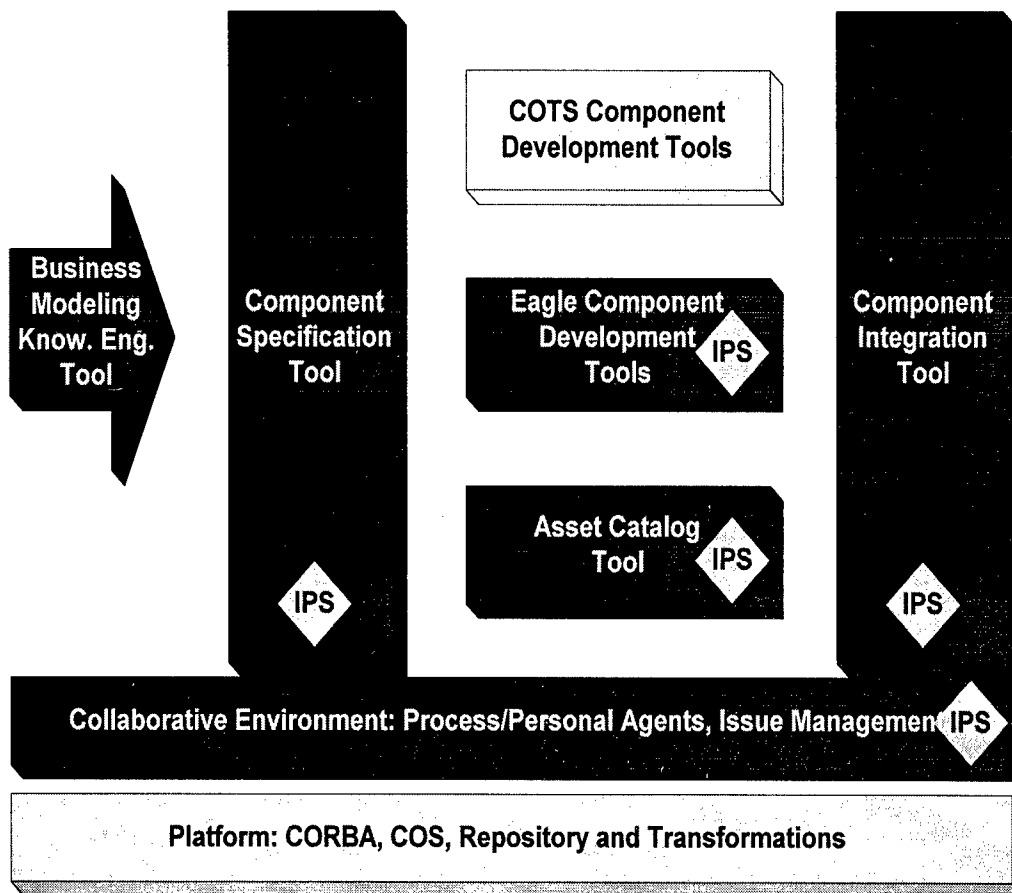 COTS Component
Development Tools
Business
Modeling
Know. Eng.
Tool
Component
Specification
Tool
Eagle Component
Development
Tools
IPS
Component
Integration
Tool
Asset Catalog
Tool
IPS
IPS
IPS
Collaborative Environment: Process/Personal Agents, Issue Managemen
IPS
Platform: CORBA, COS, Repository and Transformations